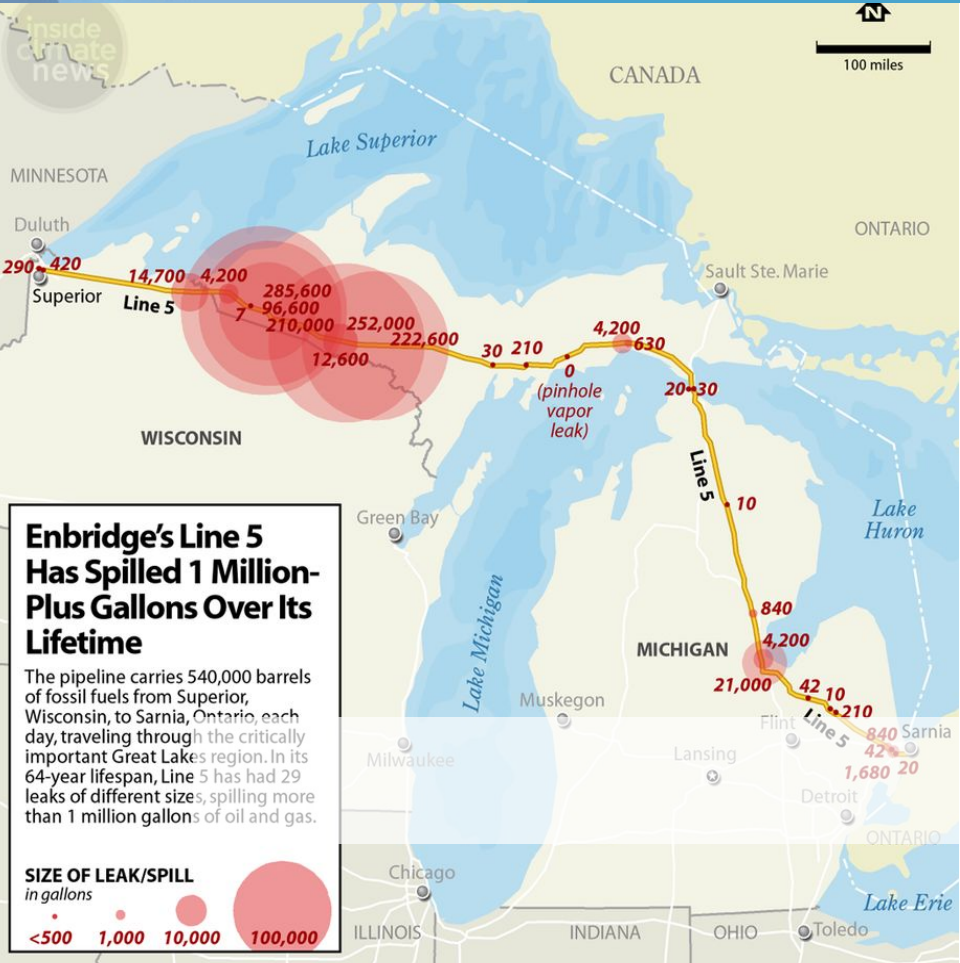 inside
climate
news
N
100 miles
CANADA
Lake Superior
MINNESOTA
Duluth
ONTARIO
Sault Ste. Marie
290 420
14,700 4,200
Superior
Line 5
285,600
7 96,600
210,000
252,000
222,600
12,600
30 210
4,200
630
0
(pinhole
vapor
leak)
20 30
WISCONSIN
Line 5
10
Green Bay
Lake
Huron
Enbridge's Line 5
Has Spilled 1 Million-
Plus Gallons Over Its
Lifetime
The pipeline carries 540,000 barrels
of fossil fuels from Superior,
Wisconsin, to Sarnia, Ontario, each
day, traveling through the critically
important Great Lakes region. In its
64-year lifespan, Line 5 has had 29
leaks of different sizes, spilling more
than 1 million gallons of oil and gas.
SIZE OF LEAK/SPILL
in gallons
<500 1,000 10,000 100,000
Lake Michigan
840
MICHIGAN
4,200
21,000
42 10
210
Line 5
Muskegon
Flint
840 Sarnia
42
1,680 20
Milwaukee
Lansing
Detroit
ONTARIO
Chicago
Lake Erie
ILLINOIS
INDIANA
OHIO
Toledo